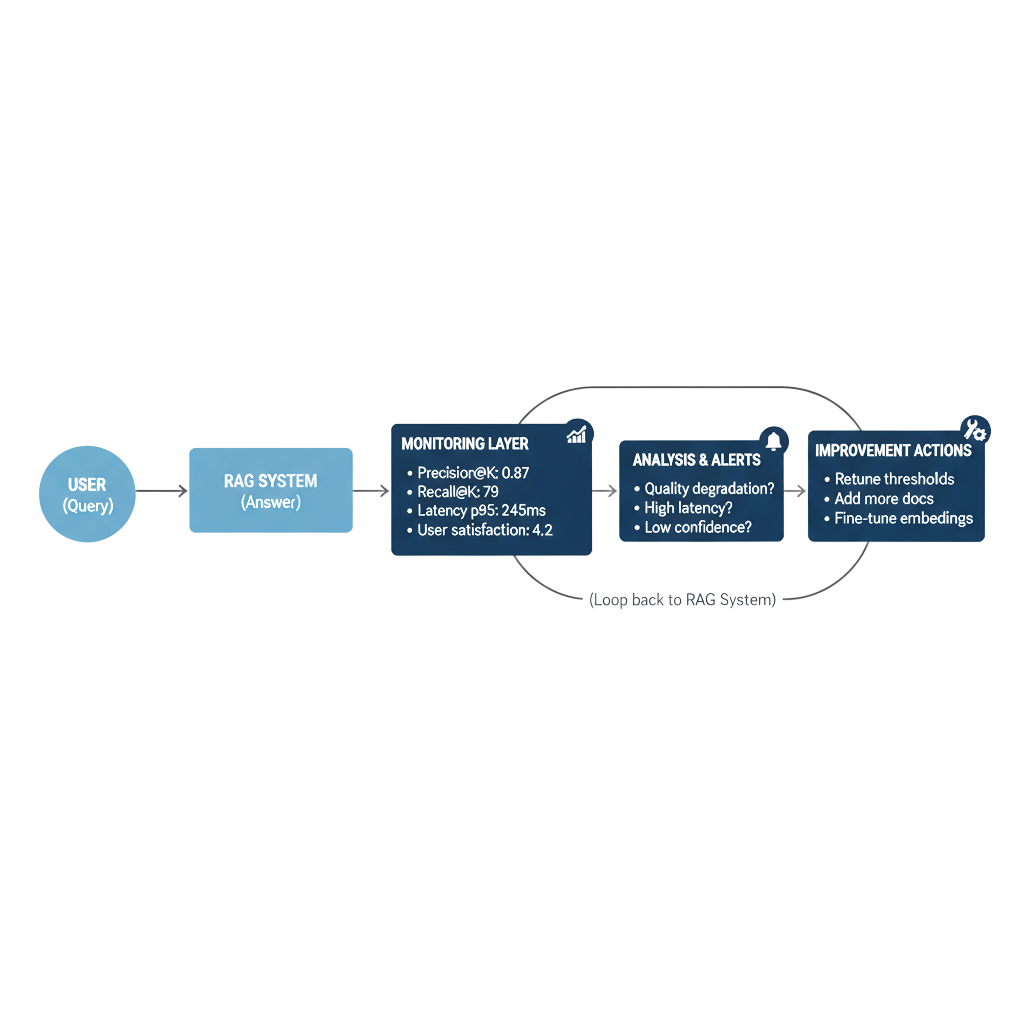 USER
(Query)
RAG SYSTEM
(Answer)
MONITORING LAYER
• Precision@K: 0.87
• Recall@K: 79
• Latency p95: 245ms
• User satisfaction: 4.2
ANALYSIS & ALERTS
• Quality degradation?
• High latency?
• Low confidence?
IMPROVEMENT ACTIONS
• Retune thresholds
• Add more docs
• Fine-tune embedings
(Loop back to RAG System)